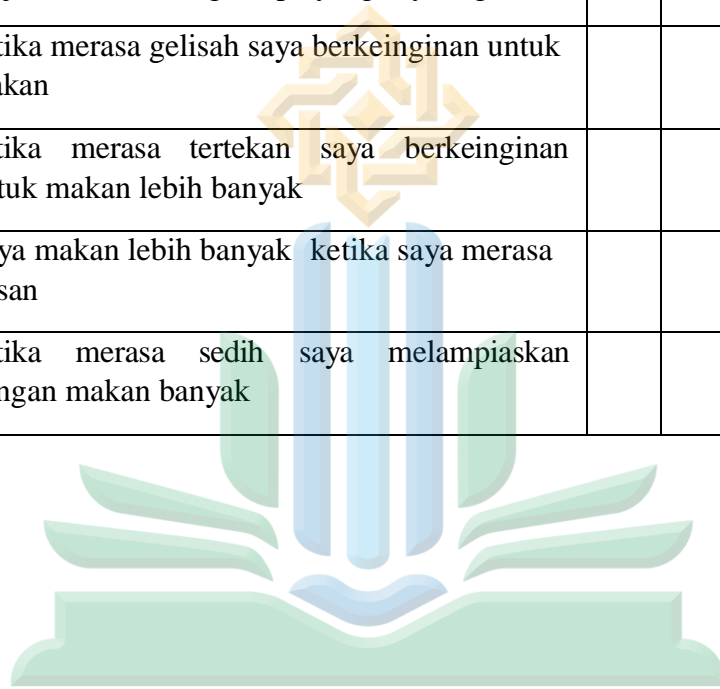 tika merasa gelisah saya berkeinginan untuk
akan
tika merasa tertekan saya berkeinginan
tuk makan lebih banyak
ya makan lebih banyak ketika saya merasa
san
tika merasa sedih saya melampiaskan
ngan makan banyak